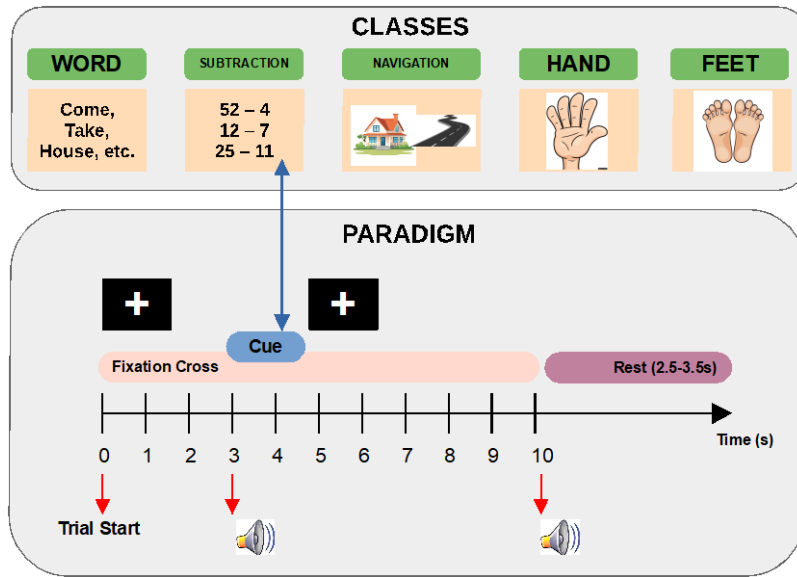 CLASSES
WORD
SUBTRACTION
NAVIGATION
HAND
FEET
Come,
Take,
House, etc.
52 – 4
12 – 7
25 – 11
PARADIGM
Cue
Fixation Cross
Rest (2.5-3.5s)
Time (s)
0 1 2 3 4 5 6 7 8 9 10
Trial Start